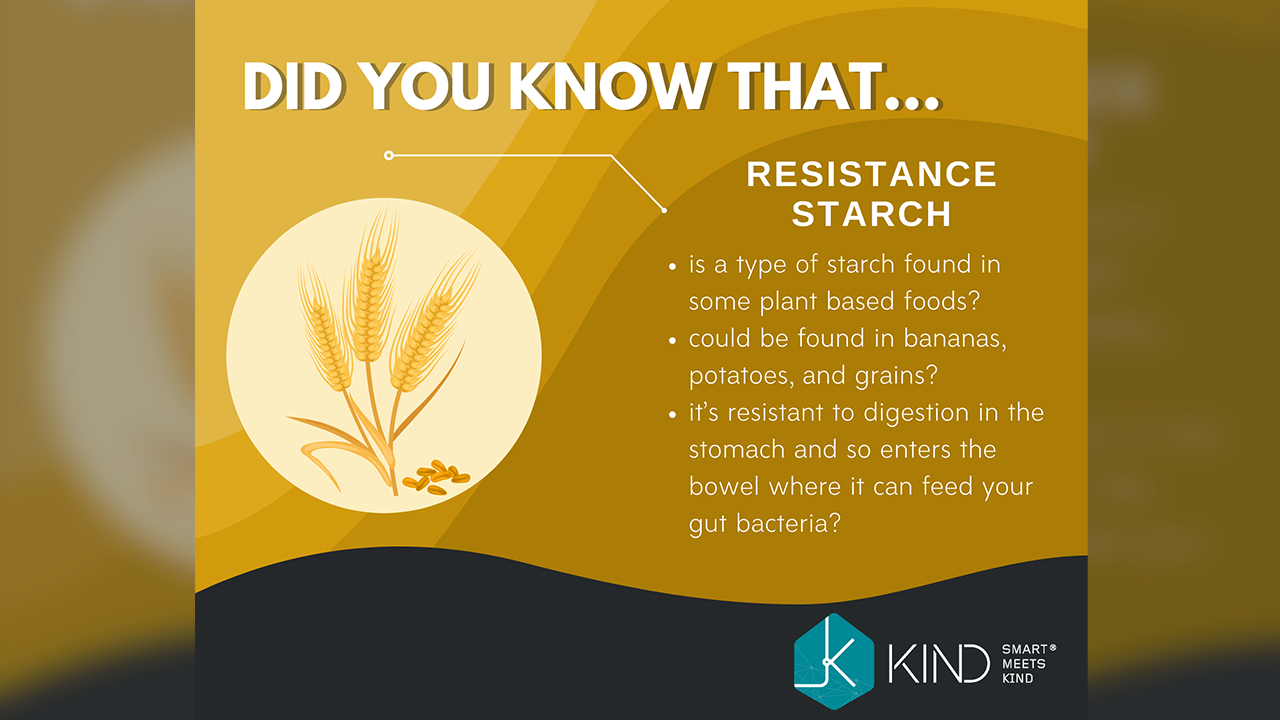 DID YOU KNOW THAT...
RESISTANCE
STARCH
• is a type of starch found in
some plant based foods?
• could be found in bananas,
potatoes, and grains?
• it’s resistant to digestion in the
stomach and so enters the
bowel where it can feed your
gut bacteria?
KIND
SMART®
MEETS
KIND